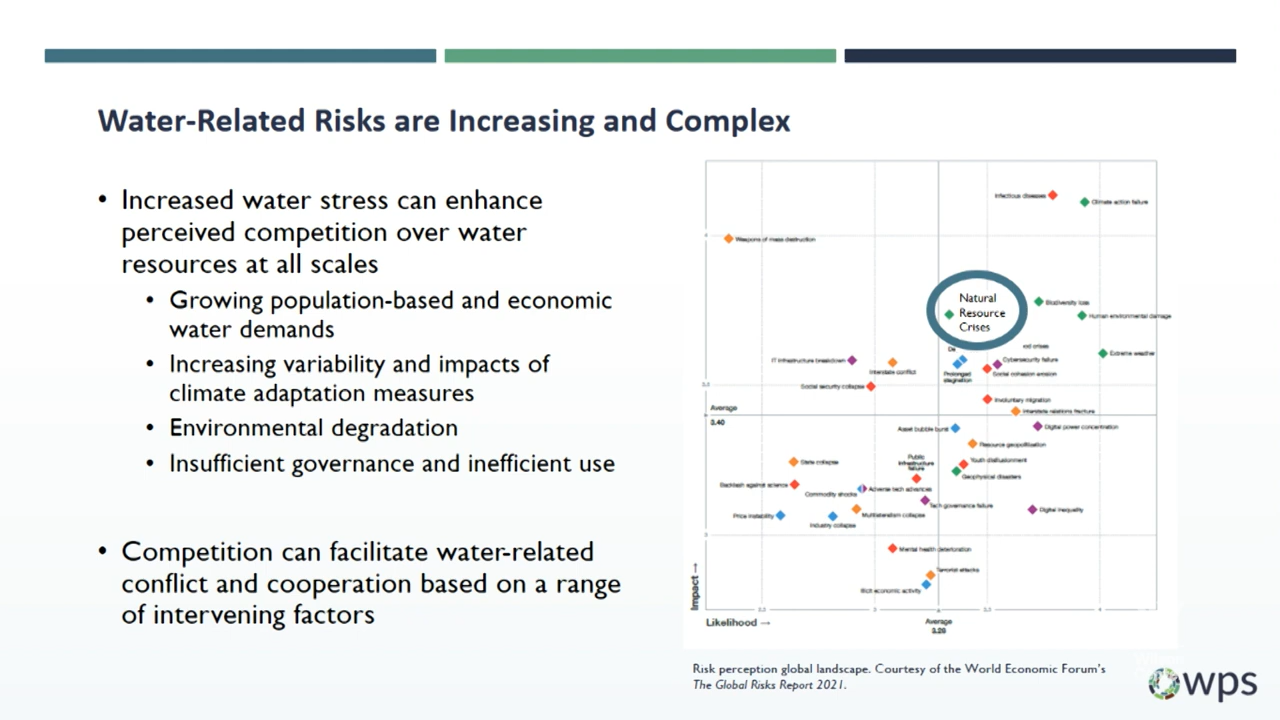 Water-Related Risks are Increasing and Complex
• Increased water stress can enhance
perceived competition over water
resources at all scales
• Growing population-based and economic
water demands
• Increasing variability and impacts of
climate adaptation measures
• Environmental degradation
• Insufficient governance and inefficient use
• Competition can facilitate water-related
conflict and cooperation based on a range
of intervening factors
Infectious diseases
Climate action failure
Weapons of mass destruction
Natural
Resource
Crises
Biodiversity loss
Human environmental damage
Extreme weather
IT infrastructure breakdown
Interstate conflict
Prolonged
stagnation
Cybersecurity failure
Social cohesion erosion
Social security collapse
Involuntary migration
Interstate relations fracture
Average
3.40
Asset bubble burst
Digital power concentration
Resource geopolitisation
State collapse
Public
infrastructure
failure
Youth disillusionment
Geophysical disasters
Backlash against science
Commodity shocks
Adverse tech advances
Tech governance failure
Digital inequality
Price instability
Industry collapse
Multilateralism collapse
Mental health deterioration
Terrorist attacks
Illicit economic activity
Impact →
Likelihood →
Average
Risk perception global landscape. Courtesy of the World Economic Forum's
The Global Risks Report 2021.
wps